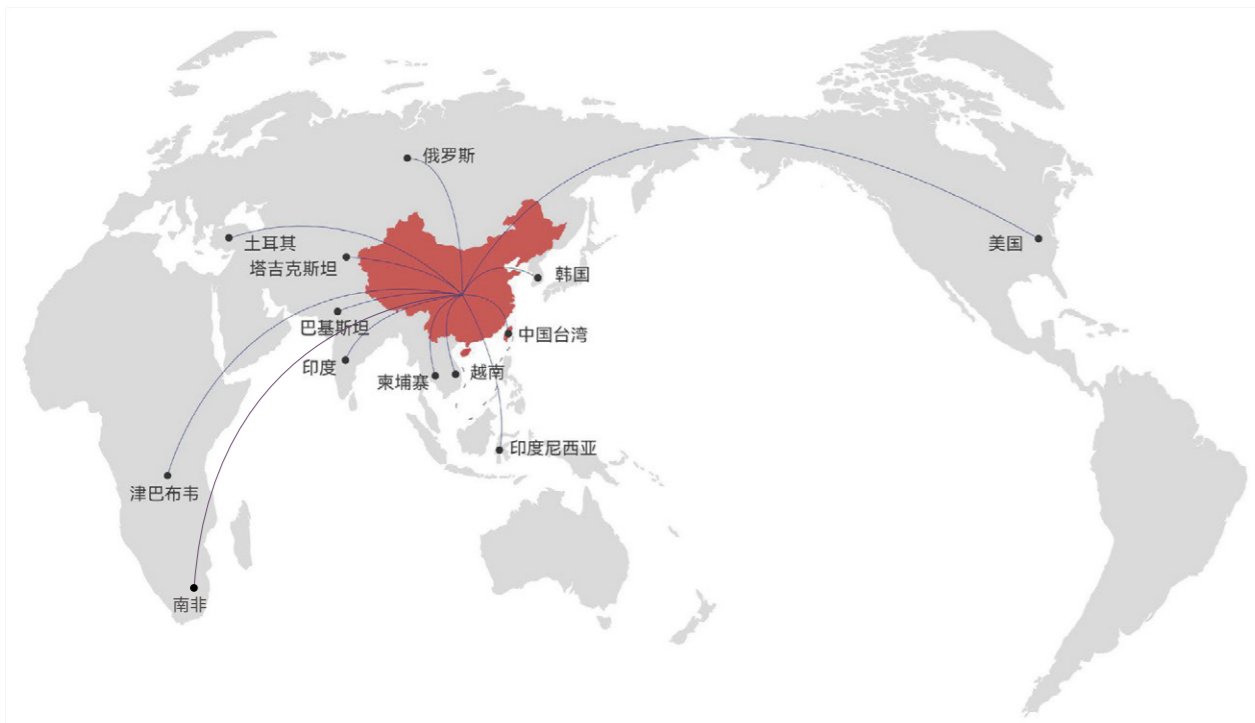 俄罗斯
土耳其
美国
塔吉克斯坦
韩国
巴基斯坦
中国台湾
印度
越南
柬埔寨
印度尼西亚
津巴布韦
南非